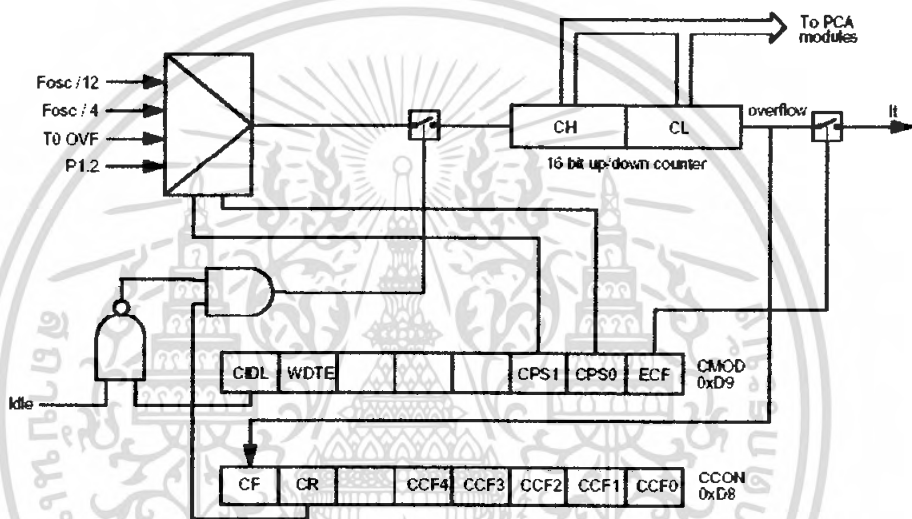 To PCA
modules
Fosc /12
Fosc / 4
T0 OVF
P1.2
CH
CL
overflow
It
16 bit up/down counter
CIDL
WDTE
CPS1
CPS0
ECF
CMOD
0xD9
Idle
CF
CR
CCF4
CCF3
CCF2
CCF1
CCF0
CCON
0xD8